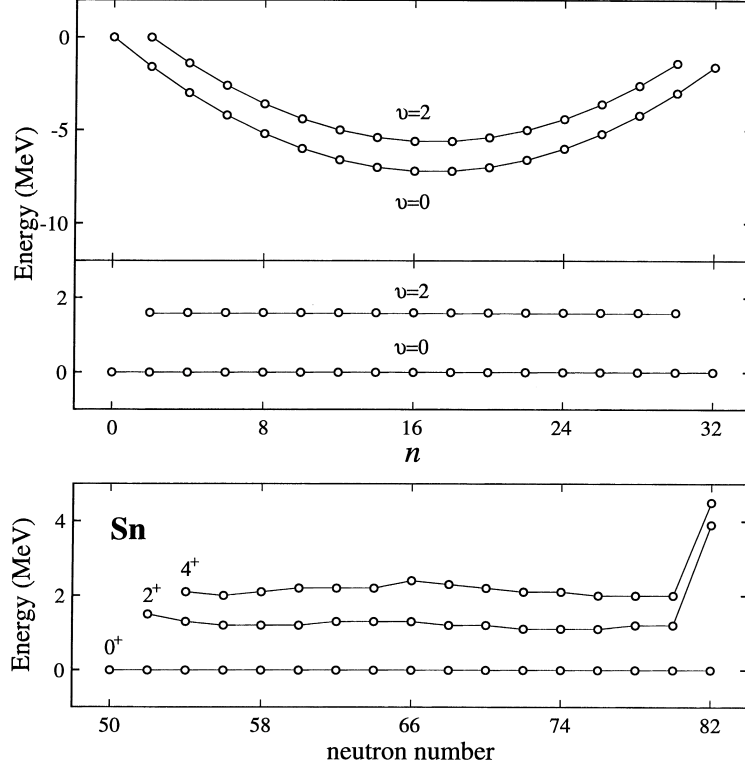 0
-5
-10
Energy (MeV)
υ=2
υ=0
2
0
υ=2
υ=0
0 8 16 24 32
n
Energy (MeV)
4
2
0
Sn
4+
2+
0+
50 58 66 74 82
neutron number